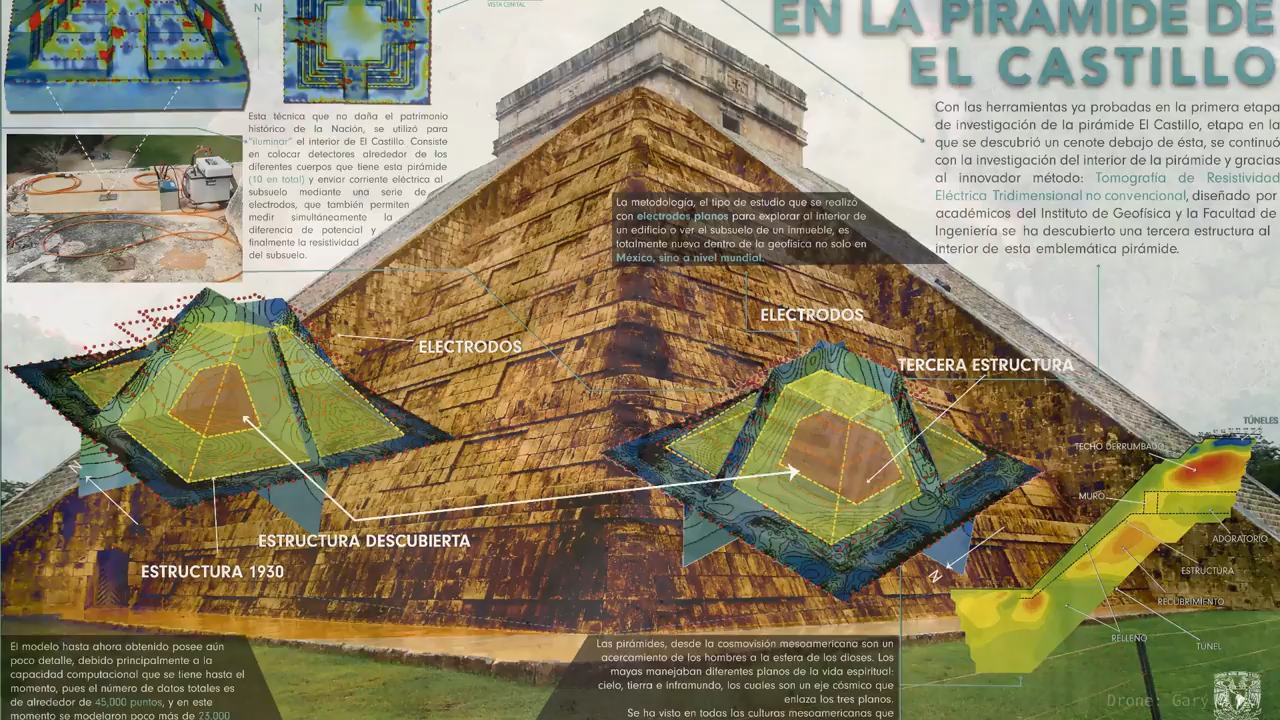 EN LA PIRÁMIDE DE
EL CASTILLO
N
VISTA CENITAL
Esta técnica que no daña el patrimonio
histórico de la Nación, se utilizó para
“iluminar” el interior de El Castillo. Consiste
en colocar detectores alrededor de los
diferentes cuerpos que tiene esta pirámide
(10 en total) y enviar corriente eléctrica al
subsuelo mediante una serie de
electrodos, que también permiten
medir simultáneamente la
diferencia de potencial y
finalmente la resistividad
del subsuelo.
Con las herramientas ya probadas en la primera etapa
de investigación de la pirámide El Castillo, etapa en la
que se descubrió un cenote debajo de ésta, se continuó
con la investigación del interior de la pirámide y gracias
al innovador método: Tomografía de Resistividad
Eléctrica Tridimensional no convencional, diseñado por
académicos del Instituto de Geofísica y la Facultad de
Ingeniería se ha descubierto una tercera estructura al
interior de esta emblemática pirámide.
La metodología, el tipo de estudio que se realizó
con electrodos planos para explorar al interior de
un edificio o ver el subsuelo de un inmueble, es
totalmente nueva dentro de la geofísica no solo en
México, sino a nivel mundial.
ELECTRODOS
ELECTRODOS
TERCERA ESTRUCTURA
TÚNELES
TECHO DERRUMBADO
MURO
ADORATORIO
ESTRUCTURA
RECUBRIMIENTO
RELLENO
TUNEL
N
N
ESTRUCTURA DESCUBIERTA
ESTRUCTURA 1930
El modelo hasta ahora obtenido posee aún
poco detalle, debido principalmente a la
capacidad computacional que se tiene hasta el
momento, pues el número de datos totales es
de alrededor de 45,000 puntos, y en este
momento se modelaron poco más de 23,000
Las pirámides, desde la cosmovisión mesoamericana son un
acercamiento de los hombres a la esfera de los dioses. Los
mayas manejaban diferentes planos de la vida espiritual:
cielo, tierra e inframundo, los cuales son un eje cósmico que
enlaza los tres planos.
Se ha visto en todas las culturas mesoamericanas que
Drone: Gary